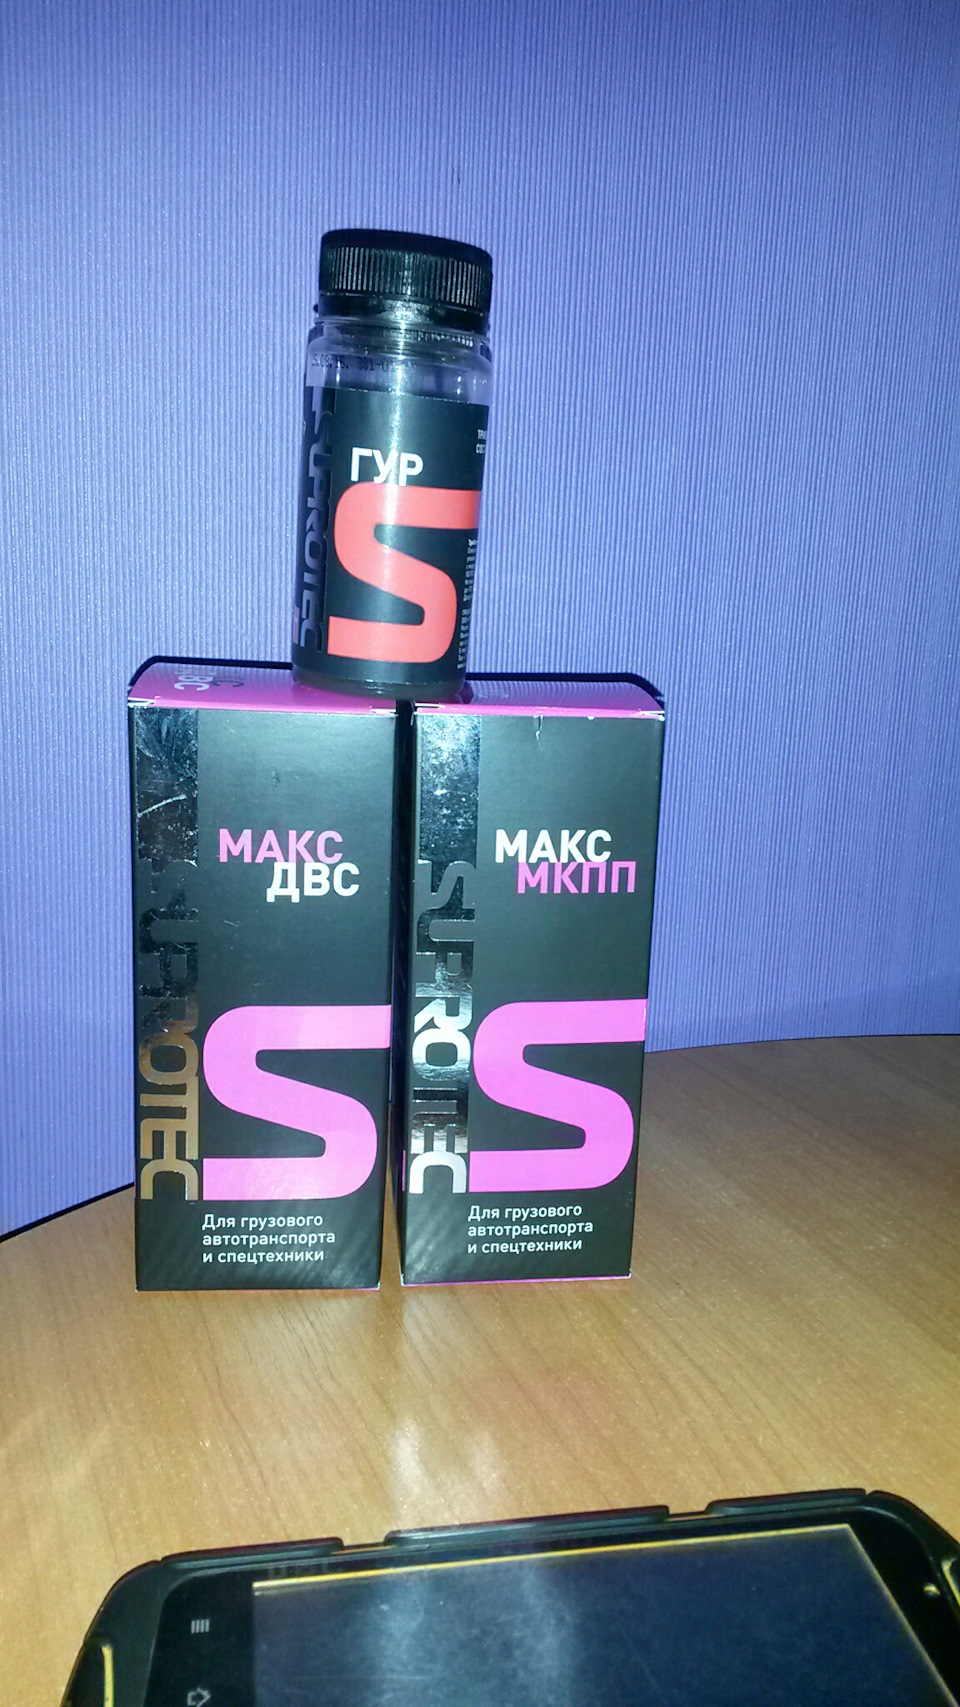 ГУР
SUPROTEC
МАКС
ДВС
SUPROTEC
Для грузового
автотранспорта
и спецтехники
МАКС
МКПП
SUPROTEC
Для грузового
автотранспорта
и спецтехники